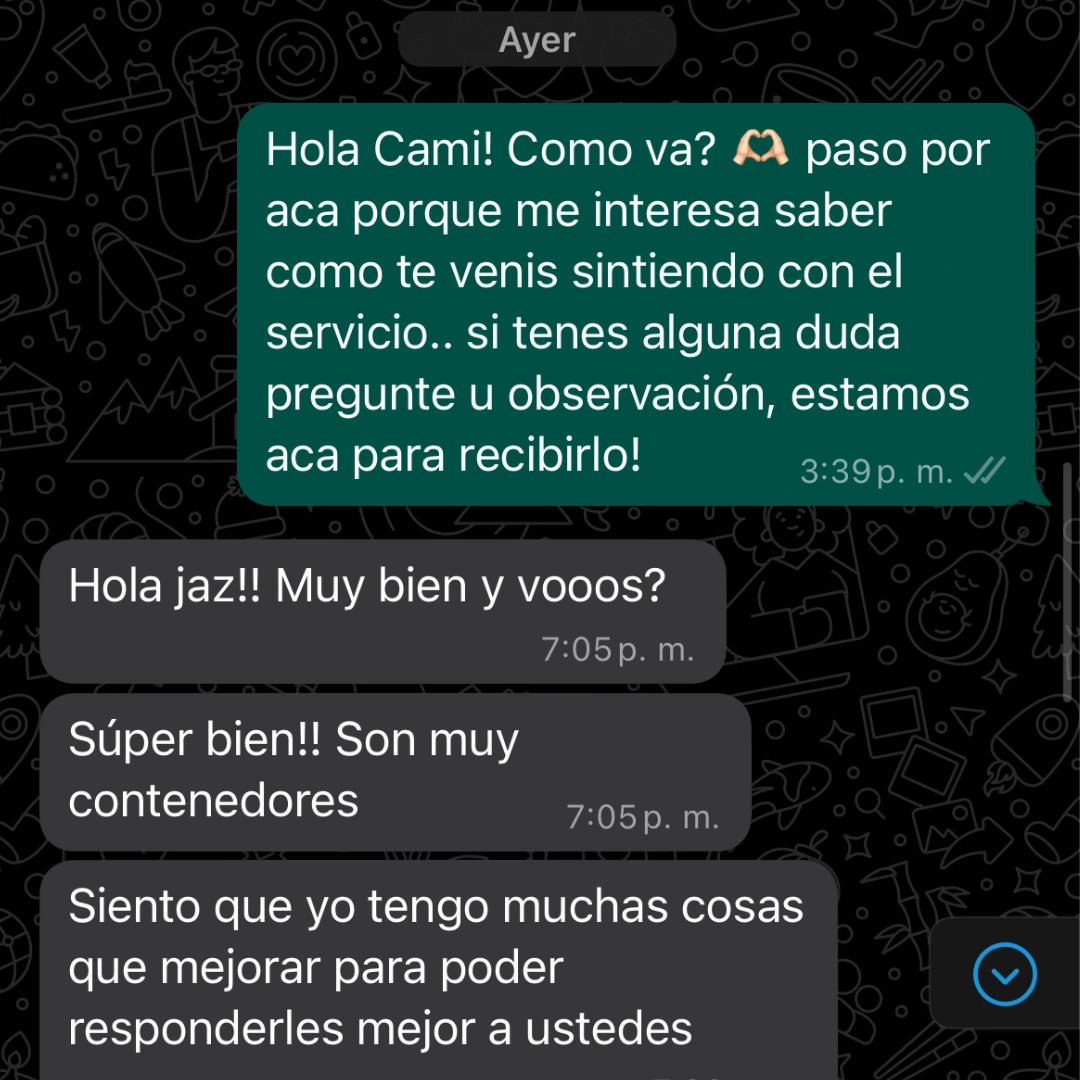 Ayer
Hola Cami! Como va? 🫶🏻 paso por
aca porque me interesa saber
como te venis sintiendo con el
servicio.. si tenes alguna duda
pregunte u observación, estamos
aca para recibirlo!
3:39 p. m.
Hola jaz!! Muy bien y vooos?
7:05 p. m.
Súper bien!! Son muy
contenedores
7:05 p. m.
Siento que yo tengo muchas cosas
que mejorar para poder
responderles mejor a ustedes